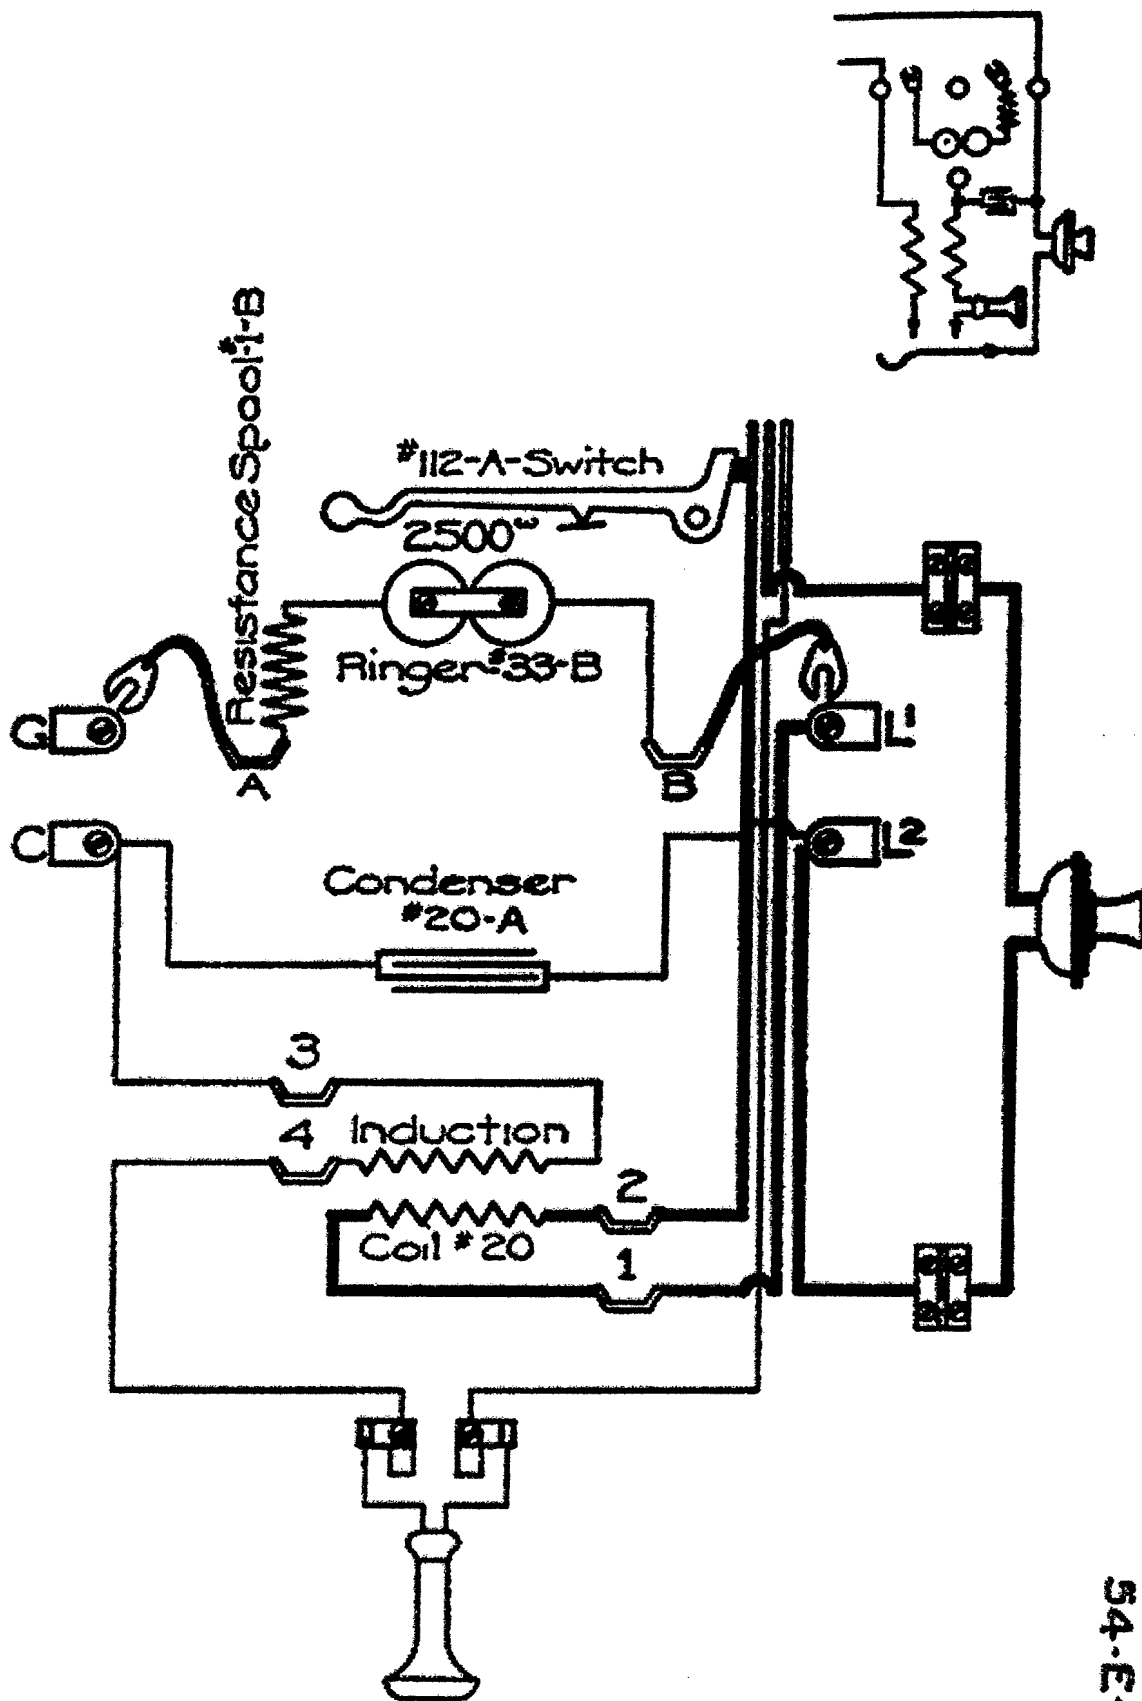 Resistance Spool #1-B
#112-A-Switch
2500ω
Ringer #33-B
G
A
B
L1
C
L2
Condenser
#20-A
3
4
Induction
2
Coil #20
1
54-E-